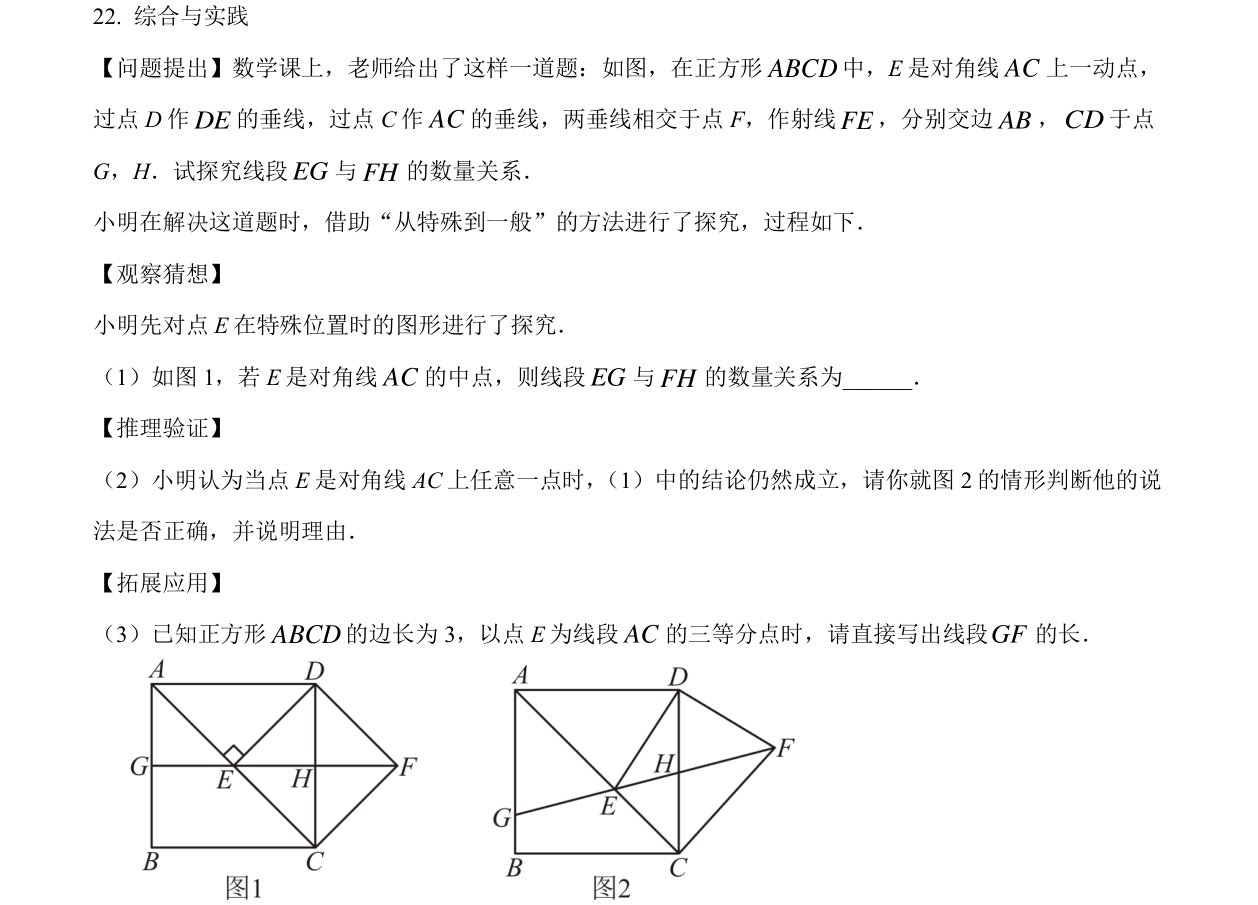 22. 综合与实践
【问题提出】数学课上，老师给出了这样一道题：如图，在正方形ABCD中，E是对角线AC上一动点，
过点D作DE的垂线，过点C作AC的垂线，两垂线相交于点F，作射线FE，分别交边AB，CD于点
G，H．试探究线段EG与FH的数量关系．
小明在解决这道题时，借助“从特殊到一般”的方法进行了探究，过程如下．
【观察猜想】
小明先对点E在特殊位置时的图形进行了探究．
（1）如图1，若E是对角线AC的中点，则线段EG与FH的数量关系为______．
【推理验证】
（2）小明认为当点E是对角线AC上任意一点时，（1）中的结论仍然成立，请你就图2的情形判断他的说
法是否正确，并说明理由．
【拓展应用】
（3）已知正方形ABCD的边长为3，以点E为线段AC的三等分点时，请直接写出线段GF的长．
A D
G E H F
B C
图1
A D
H F
G E
B C
图2